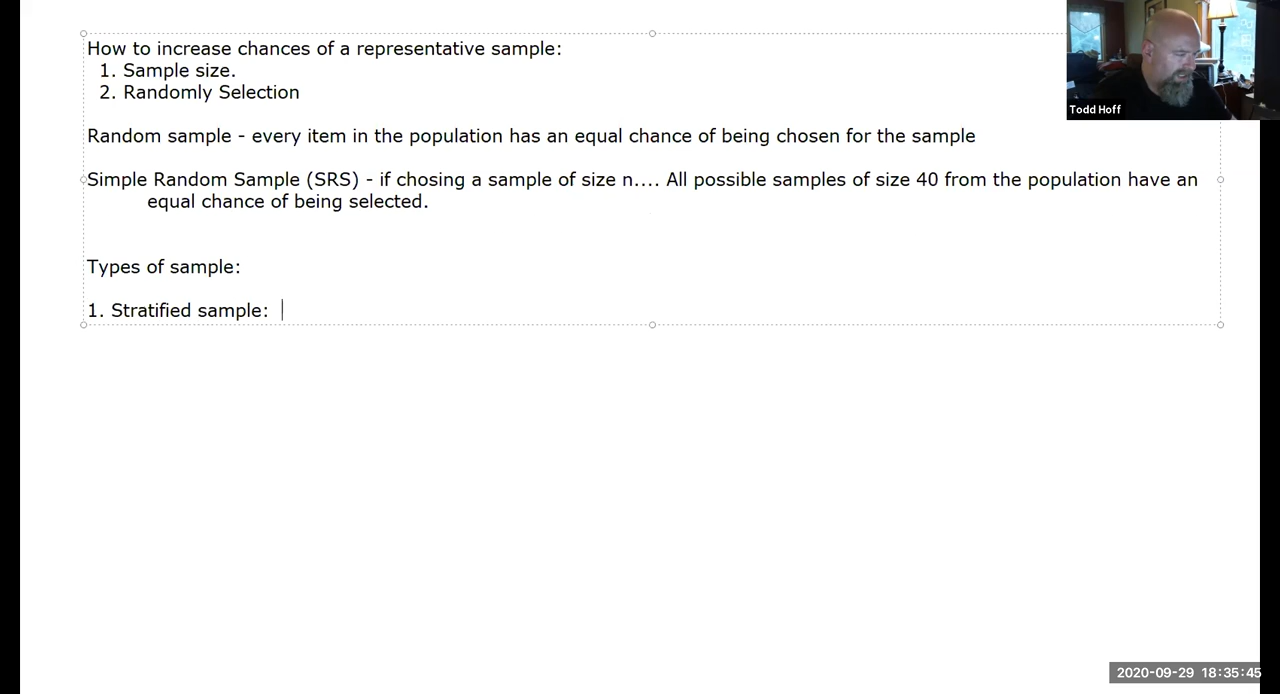 How to increase chances of a representative sample:
1. Sample size.
2. Randomly Selection
Random sample - every item in the population has an equal chance of being chosen for the sample
Simple Random Sample (SRS) - if chosing a sample of size n.... All possible samples of size 40 from the population have an
equal chance of being selected.
Types of sample:
1. Stratified sample:
Todd Hoff
2020-09-29 18:35:45